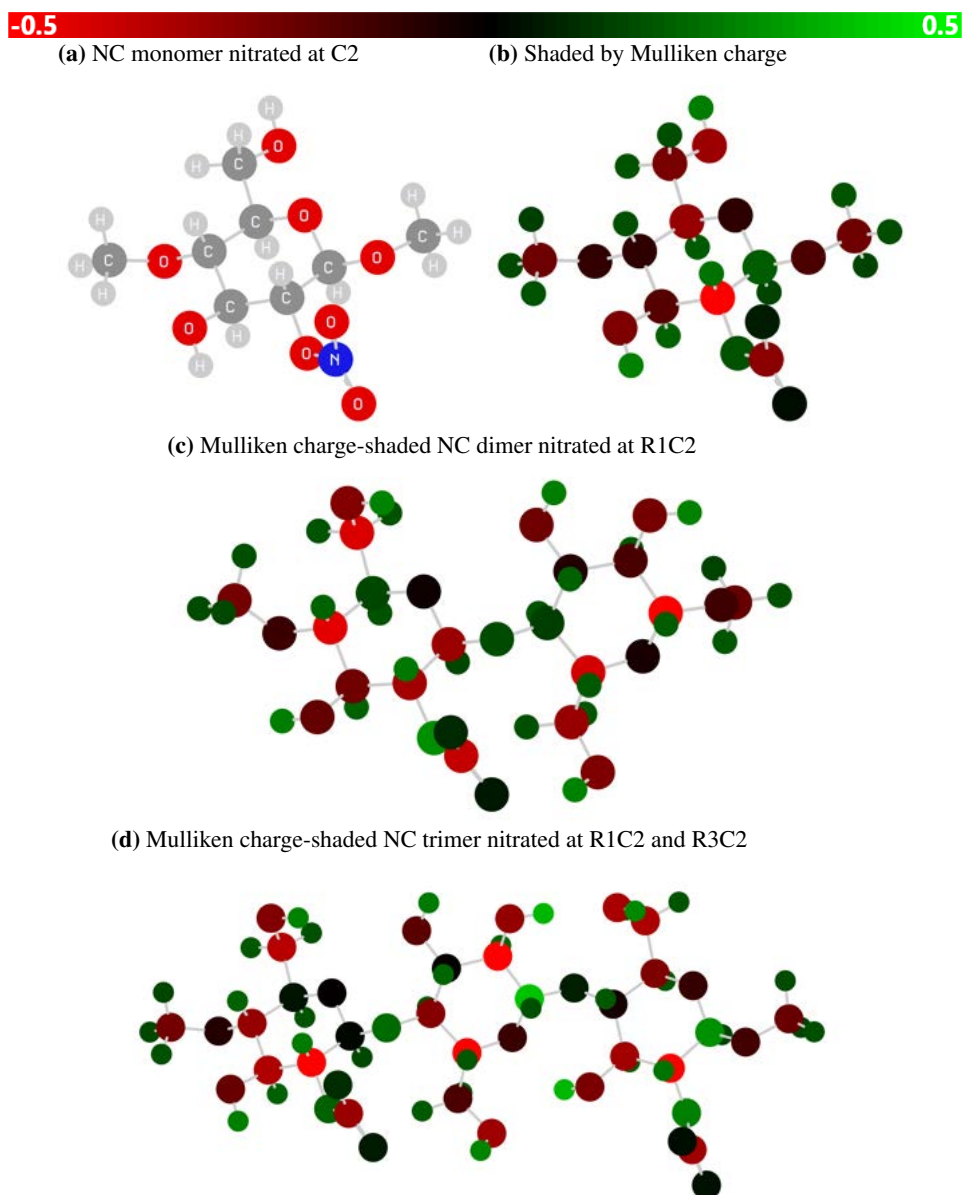 -0.5 0.5
(a) NC monomer nitrated at C2 (b) Shaded by Mulliken charge
H
H O
H C
H H C O C H
H C O C H H
H C C H
H O C H O
H O N
H O
(c) Mulliken charge-shaded NC dimer nitrated at R1C2
(d) Mulliken charge-shaded NC trimer nitrated at R1C2 and R3C2